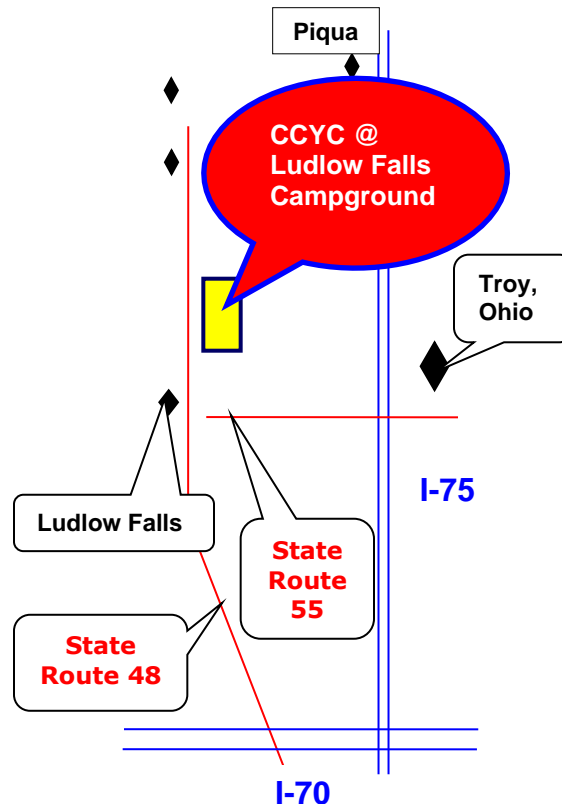 Piqua
CCYC @
Ludlow Falls
Campground
Troy,
Ohio
I-75
Ludlow Falls
State
Route
55
State
Route 48
I-70